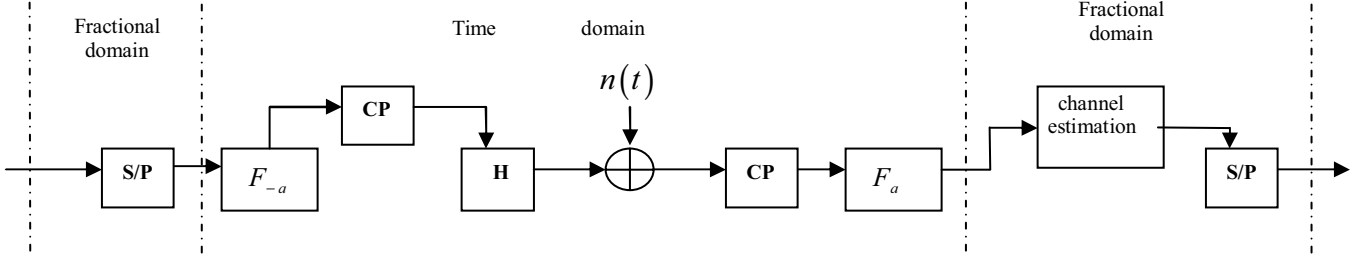 Fractional
domain
Time domain
Fractional
domain
n(t)
CP
channel
estimation
S/P
F_{-a}
H
CP
F_a
S/P